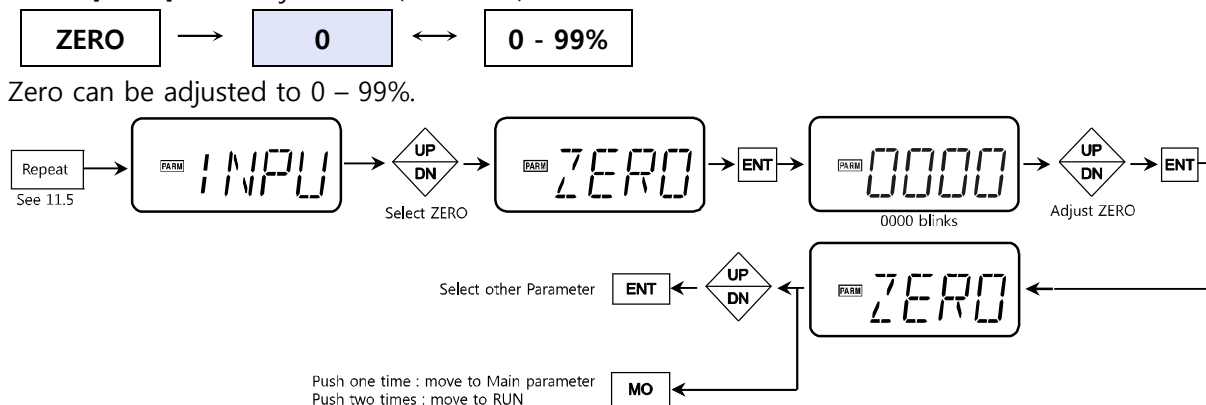 ZERO → 0 ↔ 0 - 99%
Zero can be adjusted to 0 – 99%.
Repeat
See 11.5
PARM INPU
UP
DN
Select ZERO
PARM ZERO
ENT
PARM 0000
0000 blinks
UP
DN
Adjust ZERO
ENT
Select other Parameter
ENT
UP
DN
PARM ZERO
Push one time : move to Main parameter
Push two times : move to RUN
MO